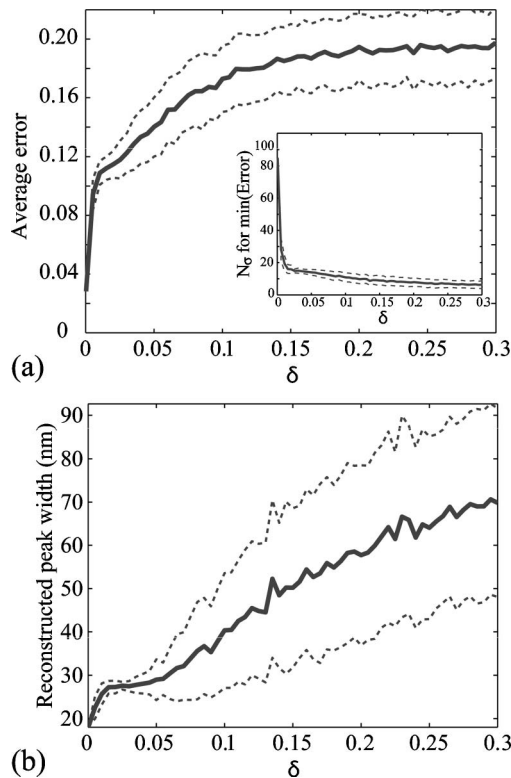 0.20
0.16
0.12
0.08
0.04
0
Average error
0 0.05 0.1 0.15 0.2 0.25 0.3
δ
(a)
100
80
60
40
20
0
Nσ for min(Error)
0 0.05 0.1 0.15 0.2 0.25 0.3
δ
90
80
70
60
50
40
30
20
Reconstructed peak width (nm)
0 0.05 0.1 0.15 0.2 0.25 0.3
δ
(b)